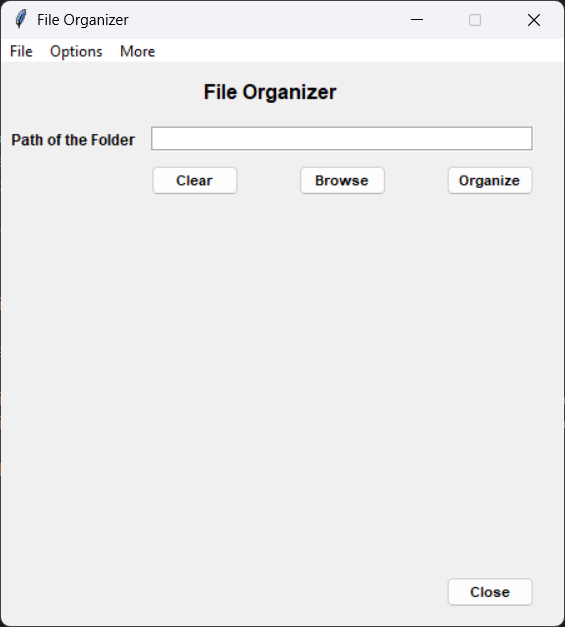 File Organizer
File Options More
File Organizer
Path of the Folder
Clear Browse Organize
Close